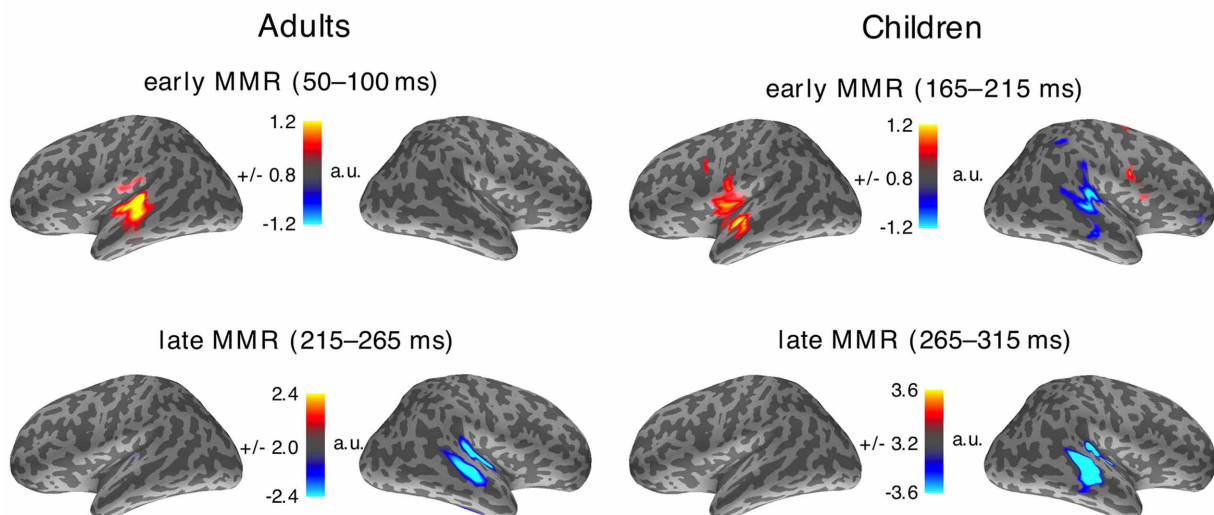 Adults
early MMR (50–100 ms)
1.2
+/- 0.8 a.u.
-1.2
late MMR (215–265 ms)
2.4
+/- 2.0 a.u.
-2.4
Children
early MMR (165–215 ms)
1.2
+/- 0.8 a.u.
-1.2
late MMR (265–315 ms)
3.6
+/- 3.2 a.u.
-3.6